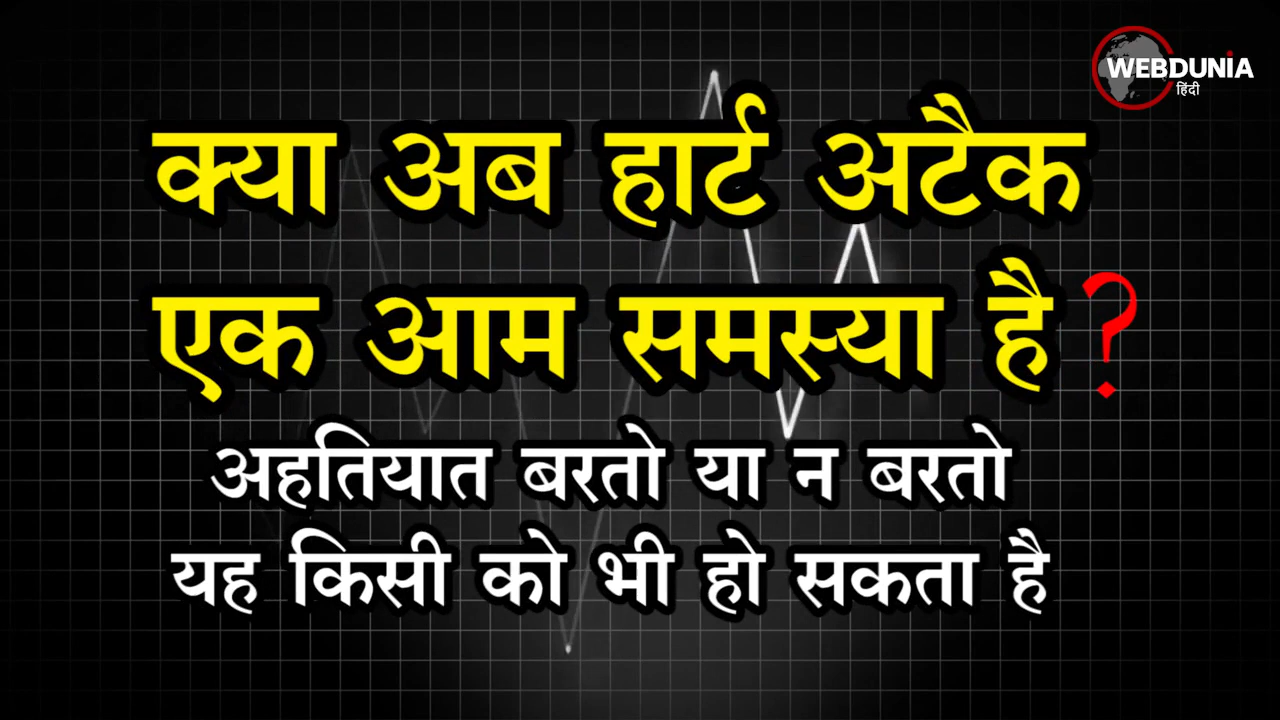 WEBDUNIA
हिंदी
क्या अब हार्ट अटैक
एक आम समस्या है?
अहतियात बरतो या न बरतो
यह किसी को भी हो सकता है